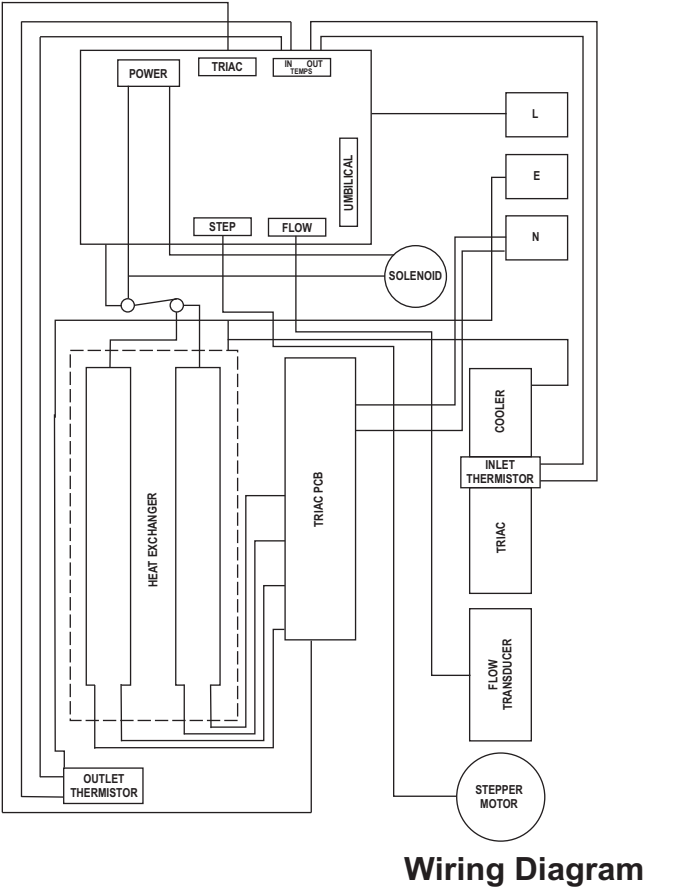 POWER
TRIAC
IN OUT
TEMPS
UMBILICAL
STEP
FLOW
L
E
N
SOLENOID
HEAT EXCHANGER
TRIAC PCB
COOLER
INLET
THERMISTOR
TRIAC
FLOW
TRANSDUCER
OUTLET
THERMISTOR
STEPPER
MOTOR
Wiring Diagram